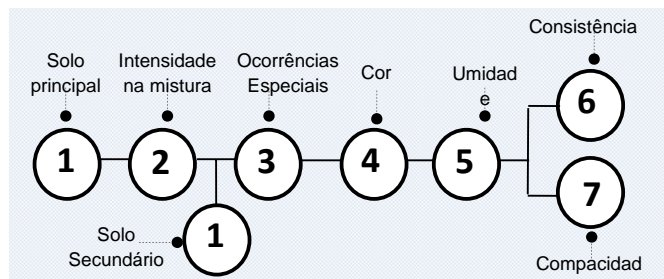 Consistência
Solo
principal
Intensidade
na mistura
Ocorrências
Especiais
Cor
Umidad
e
1
2
3
4
5
6
7
Solo
Secundário
1
Compacidad